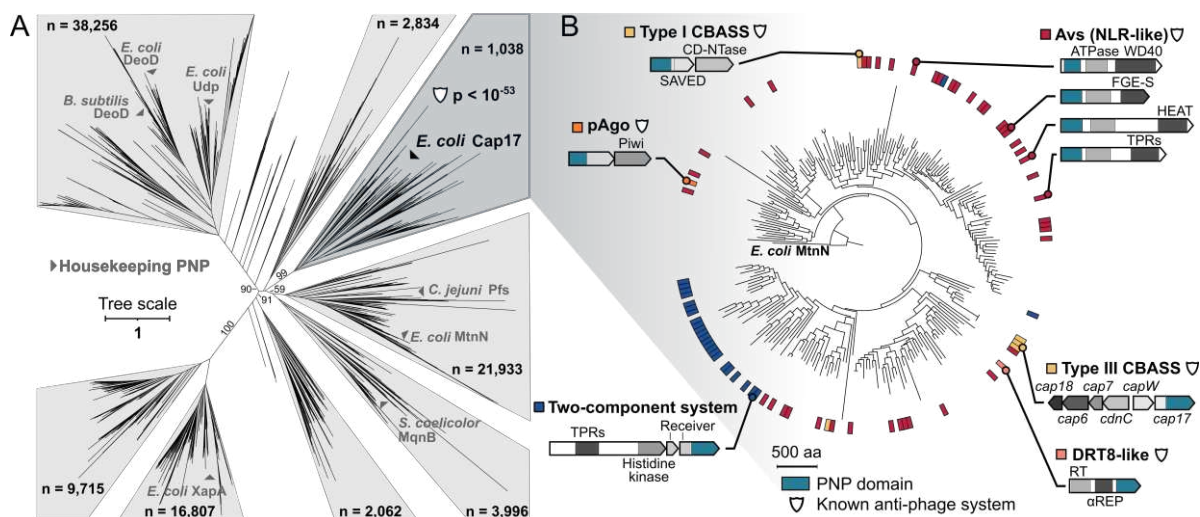 A
n = 38,256
E. coli
DeoD
E. coli
Udp
B. subtilis
DeoD
n = 2,834
n = 1,038
p < 10-53
E. coli Cap17
Housekeeping PNP
Tree scale
1
90
91
59
99
100
C. jejuni Pfs
E. coli MtnN
n = 21,933
S. coelicolor
MqnB
n = 9,715
E. coli XapA
n = 16,807
n = 2,062
n = 3,996
B
Type I CBASS
CD-NTase
SAVED
pAgo
Piwi
Avs (NLR-like)
ATPase WD40
FGE-S
HEAT
TPRs
E. coli MtnN
Two-component system
TPRs
Receiver
Histidine
kinase
500 aa
PNP domain
Known anti-phage system
Type III CBASS
cap18 cap7 capW
cap6 cdnC cap17
DRT8-like
RT
αREP